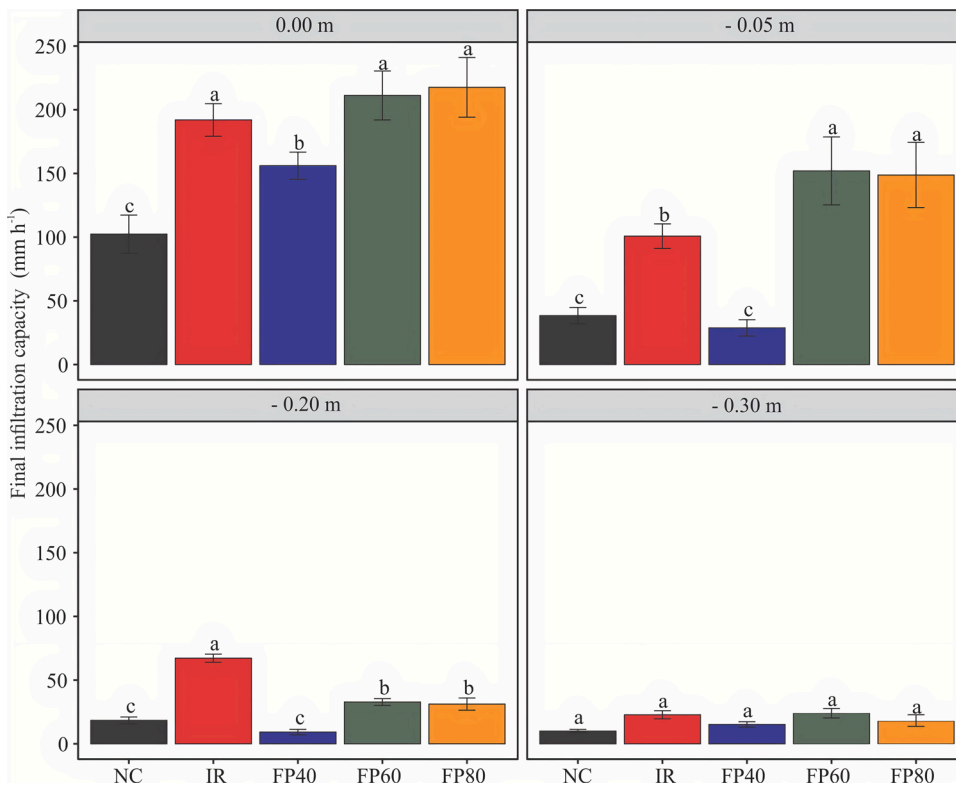 0.00 m
- 0.05 m
Final infiltration capacity (mm h⁻¹)
250
200
150
100
50
0
c
a
b
a
a
c
b
c
a
a
- 0.20 m
- 0.30 m
250
200
150
100
50
0
c
a
c
b
b
a
a
a
a
a
NC IR FP40 FP60 FP80
NC IR FP40 FP60 FP80